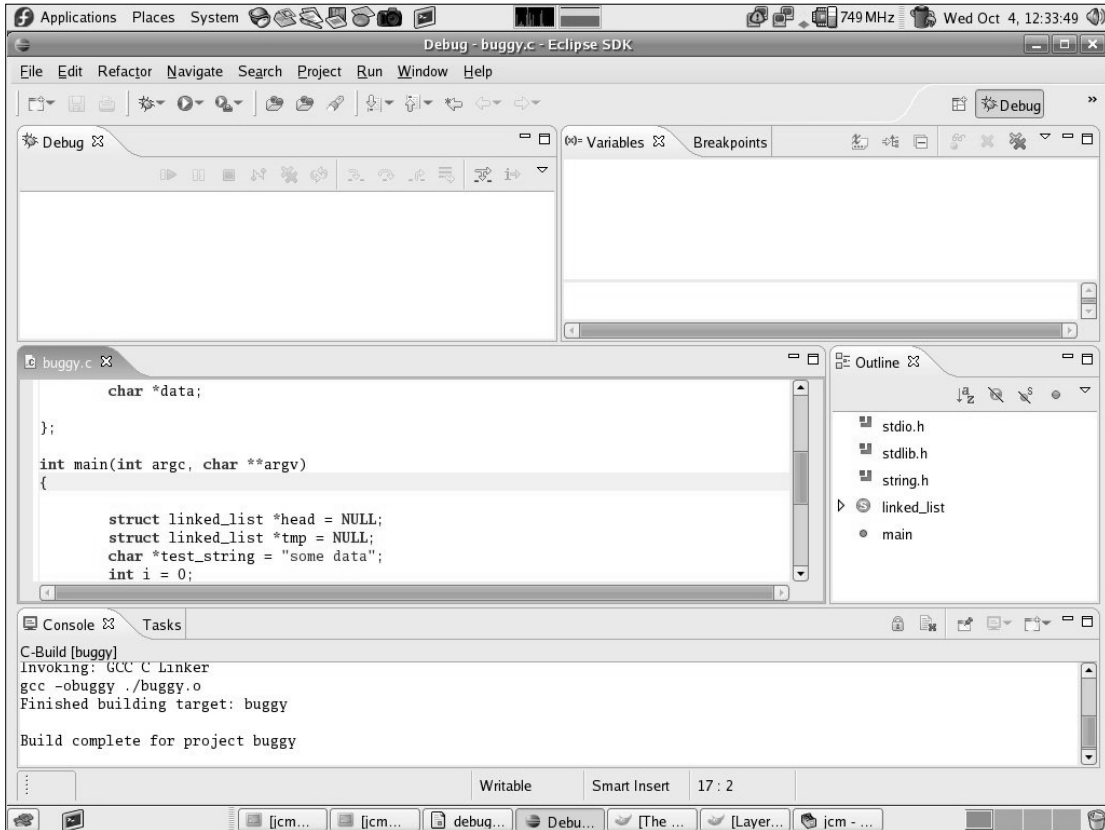 Applications Places System 749 MHz Wed Oct 4, 12:33:49
Debug - buggy.c - Eclipse SDK
File Edit Refactor Navigate Search Project Run Window Help
Debug »
Debug
(x)= Variables Breakpoints
buggy.c
char *data;
};
int main(int argc, char **argv)
{
struct linked_list *head = NULL;
struct linked_list *tmp = NULL;
char *test_string = "some data";
int i = 0;
Outline
stdio.h
stdlib.h
string.h
linked_list
main
Console Tasks
C-Build [buggy]
Invoking: GCC C Linker
gcc -obuggy ./buggy.o
Finished building target: buggy
Build complete for project buggy
Writable Smart Insert 17 : 2
[jcm... [jcm... debug... Debu... [The ... [Layer... jcm - ...